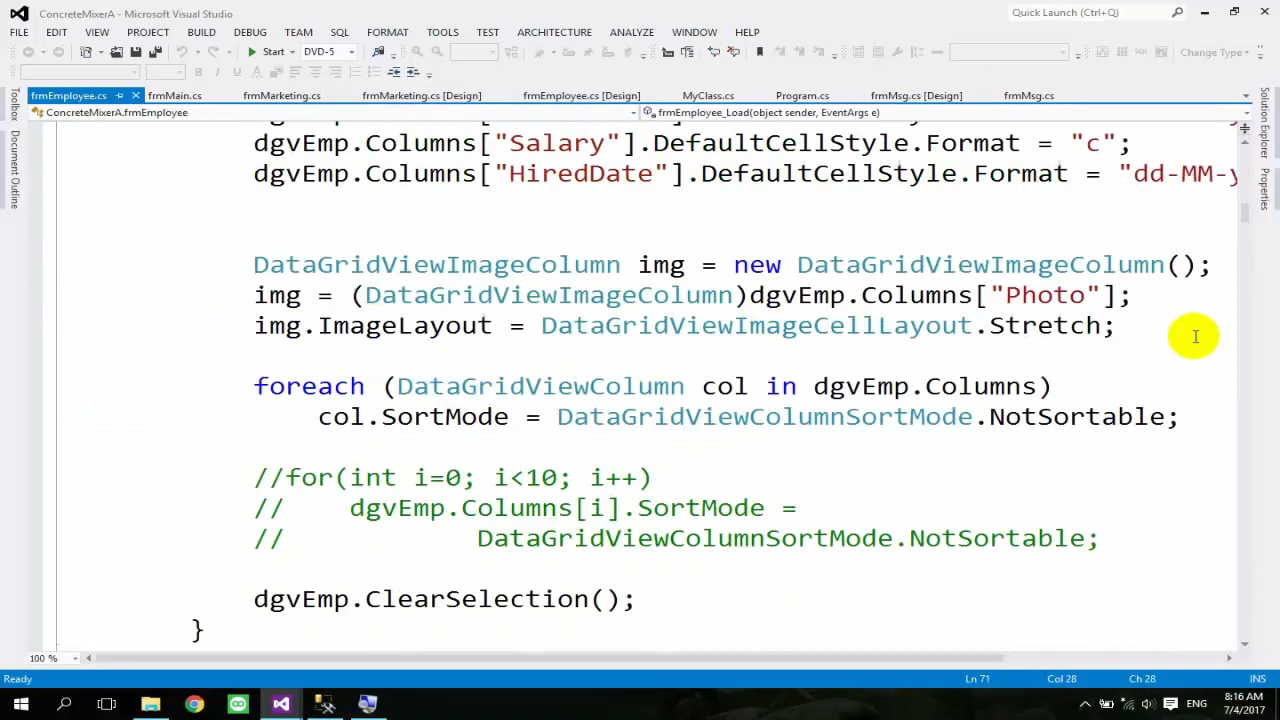 ConcreteMixerA - Microsoft Visual Studio
Quick Launch (Ctrl+Q)
FILE EDIT VIEW PROJECT BUILD DEBUG TEAM SQL FORMAT TOOLS TEST ARCHITECTURE ANALYZE WINDOW HELP
Start DVD-5 Change Type
frmEmployee.cs frmMain.cs frmMarketing.cs frmMarketing.cs [Design] frmEmployee.cs [Design] MyClass.cs Program.cs frmMsg.cs [Design] frmMsg.cs
ConcreteMixerA.frmEmployee frmEmployee_Load(object sender, EventArgs e)
Toolbox
Document Outline
Solution Explorer
Properties
dgvEmp.Columns["Salary"].DefaultCellStyle.Format = "c";
dgvEmp.Columns["HiredDate"].DefaultCellStyle.Format = "dd-MM-y
DataGridViewImageColumn img = new DataGridViewImageColumn();
img = (DataGridViewImageColumn)dgvEmp.Columns["Photo"];
img.ImageLayout = DataGridViewImageCellLayout.Stretch;
foreach (DataGridViewColumn col in dgvEmp.Columns)
col.SortMode = DataGridViewColumnSortMode.NotSortable;
//for(int i=0; i<10; i++)
// dgvEmp.Columns[i].SortMode =
// DataGridViewColumnSortMode.NotSortable;
dgvEmp.ClearSelection();
}
100 %
Ready Ln 71 Col 28 Ch 28 INS
ENG
8:16 AM
7/4/2017